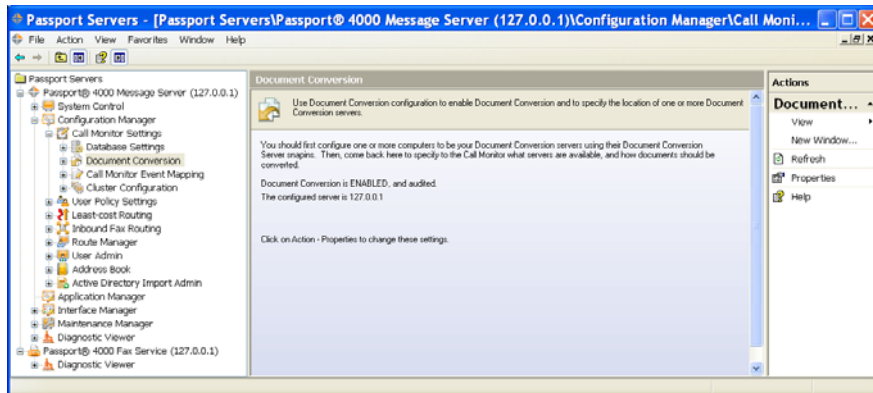 Passport Servers - [Passport Servers\Passport® 4000 Message Server (127.0.0.1)\Configuration Manager\Call Moni...
File Action View Favorites Window Help
Passport Servers
Passport® 4000 Message Server (127.0.0.1)
System Control
Configuration Manager
Call Monitor Settings
Database Settings
Document Conversion
Call Monitor Event Mapping
Cluster Configuration
User Policy Settings
Least-cost Routing
Inbound Fax Routing
Route Manager
User Admin
Address Book
Active Directory Import Admin
Application Manager
Interface Manager
Maintenance Manager
Diagnostic Viewer
Passport® 4000 Fax Service (127.0.0.1)
Diagnostic Viewer
Document Conversion
Use Document Conversion configuration to enable Document Conversion and to specify the location of one or more Document
Conversion servers.
You should first configure one or more computers to be your Document Conversion servers using their Document Conversion
Server snapins. Then, come back here to specify to the Call Monitor what servers are available, and how documents should be
converted.
Document Conversion is ENABLED, and audited.
The configured server is 127.0.0.1
Click on Action - Properties to change these settings.
Actions
Document...
View
New Window...
Refresh
Properties
Help